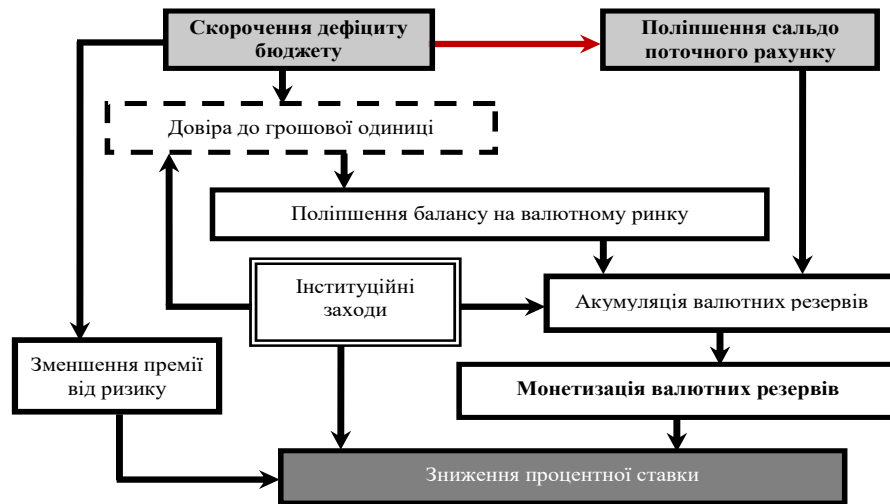 Скорочення дефіциту
бюджету
Поліпшення сальдо
поточного рахунку
Довіра до грошової одиниці
Поліпшення балансу на валютному ринку
Інституційні
заходи
Акумуляція валютних резервів
Зменшення премії
від ризику
Монетизація валютних резервів
Зниження процентної ставки